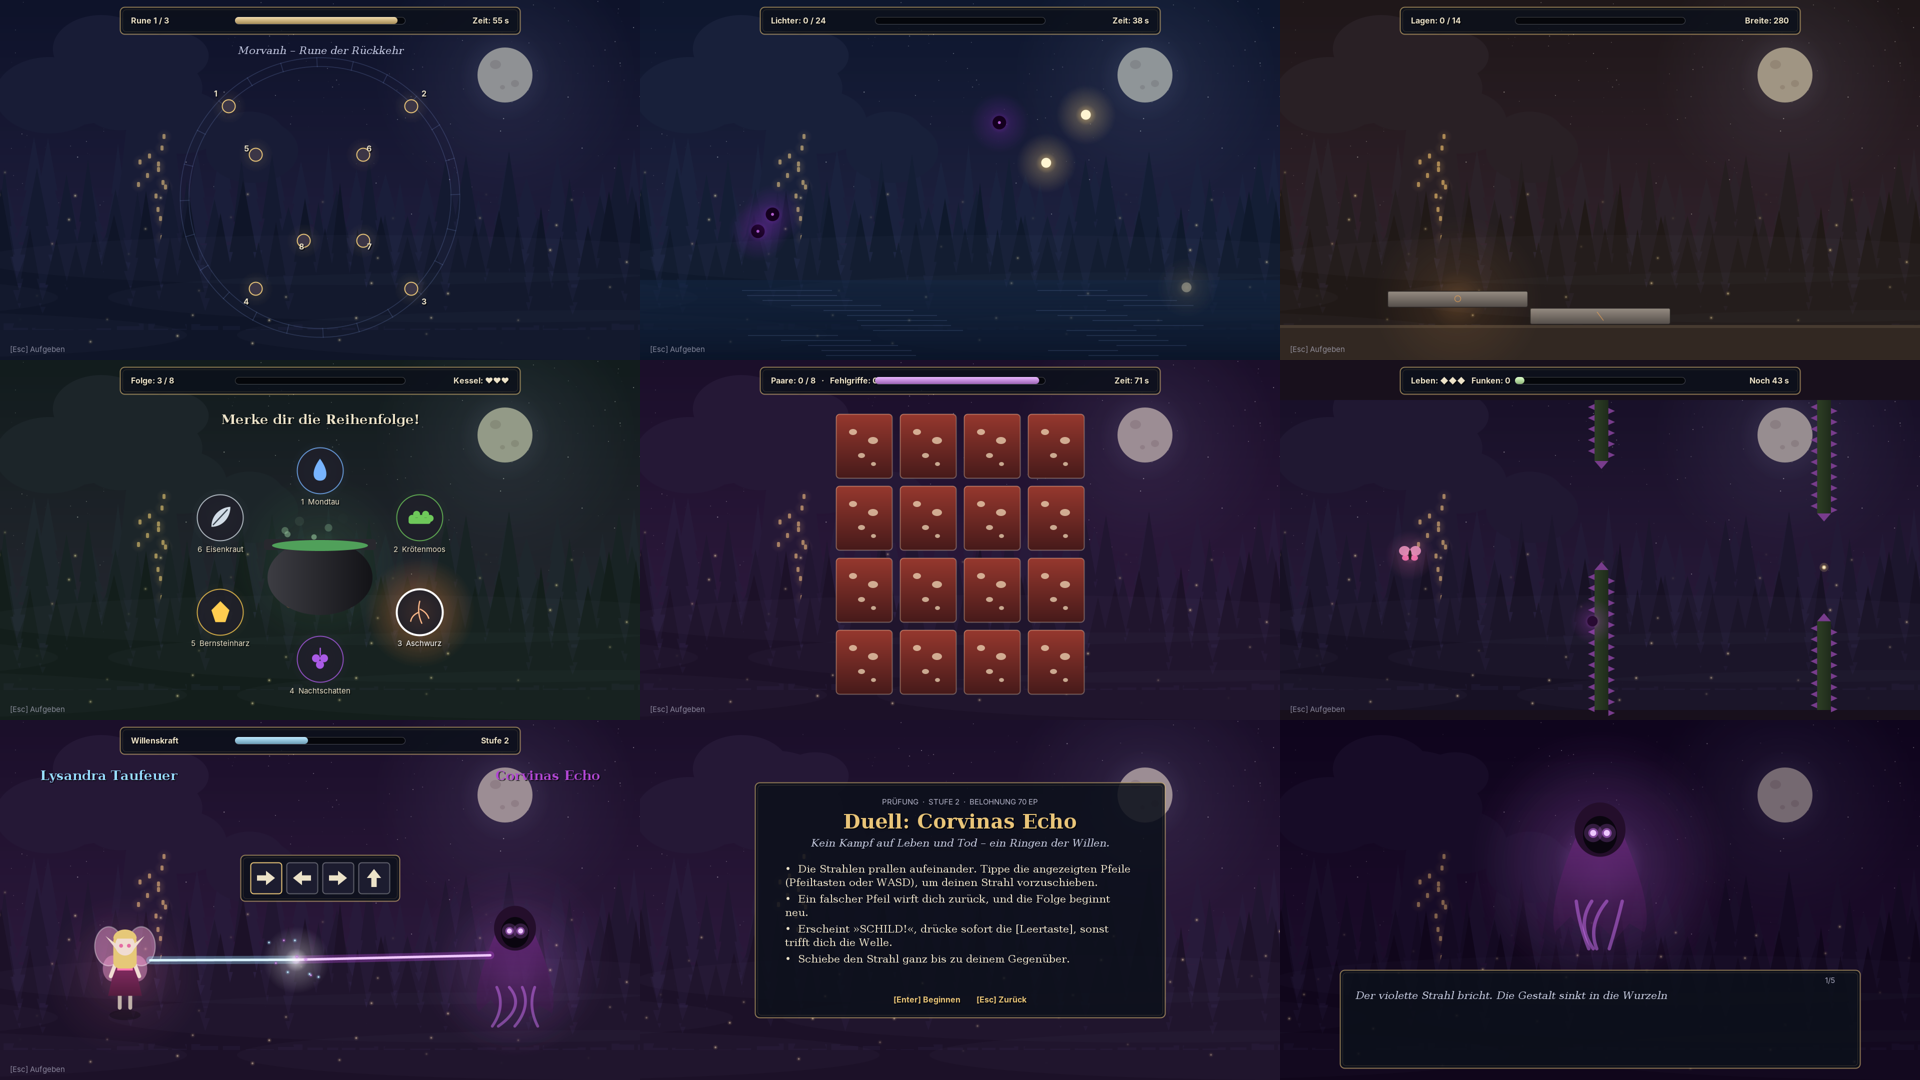 Rune 1 / 3
Zeit: 55 s
Morvanh – Rune der Rückkehr
1
2
5
6
8
7
4
3
[Esc] Aufgeben
Lichter: 0 / 24
Zeit: 38 s
[Esc] Aufgeben
Lagen: 0 / 14
Breite: 280
[Esc] Aufgeben
Folge: 3 / 8
Kessel: ♥♥♥
Merke dir die Reihenfolge!
1 Mondtau
6 Eisenkraut
2 Krötenmoos
5 Bernsteinharz
3 Aschwurz
4 Nachtschatten
[Esc] Aufgeben
Paare: 0 / 8 · Fehlgriffe:
Zeit: 71 s
[Esc] Aufgeben
Leben: ◆◆◆ Funken: 0
Noch 43 s
[Esc] Aufgeben
Willenskraft
Stufe 2
Lysandra Taufeuer
Corvinas Echo
[Esc] Aufgeben
PRÜFUNG · STUFE 2 · BELOHNUNG 70 EP
Duell: Corvinas Echo
Kein Kampf auf Leben und Tod – ein Ringen der Willen.
• Die Strahlen prallen aufeinander. Tippe die angezeigten Pfeile
(Pfeiltasten oder WASD), um deinen Strahl vorzuschieben.
• Ein falscher Pfeil wirft dich zurück, und die Folge beginnt
neu.
• Erscheint »SCHILD!«, drücke sofort die [Leertaste], sonst
trifft dich die Welle.
• Schiebe den Strahl ganz bis zu deinem Gegenüber.
[Enter] Beginnen [Esc] Zurück
1/5
Der violette Strahl bricht. Die Gestalt sinkt in die Wurzeln